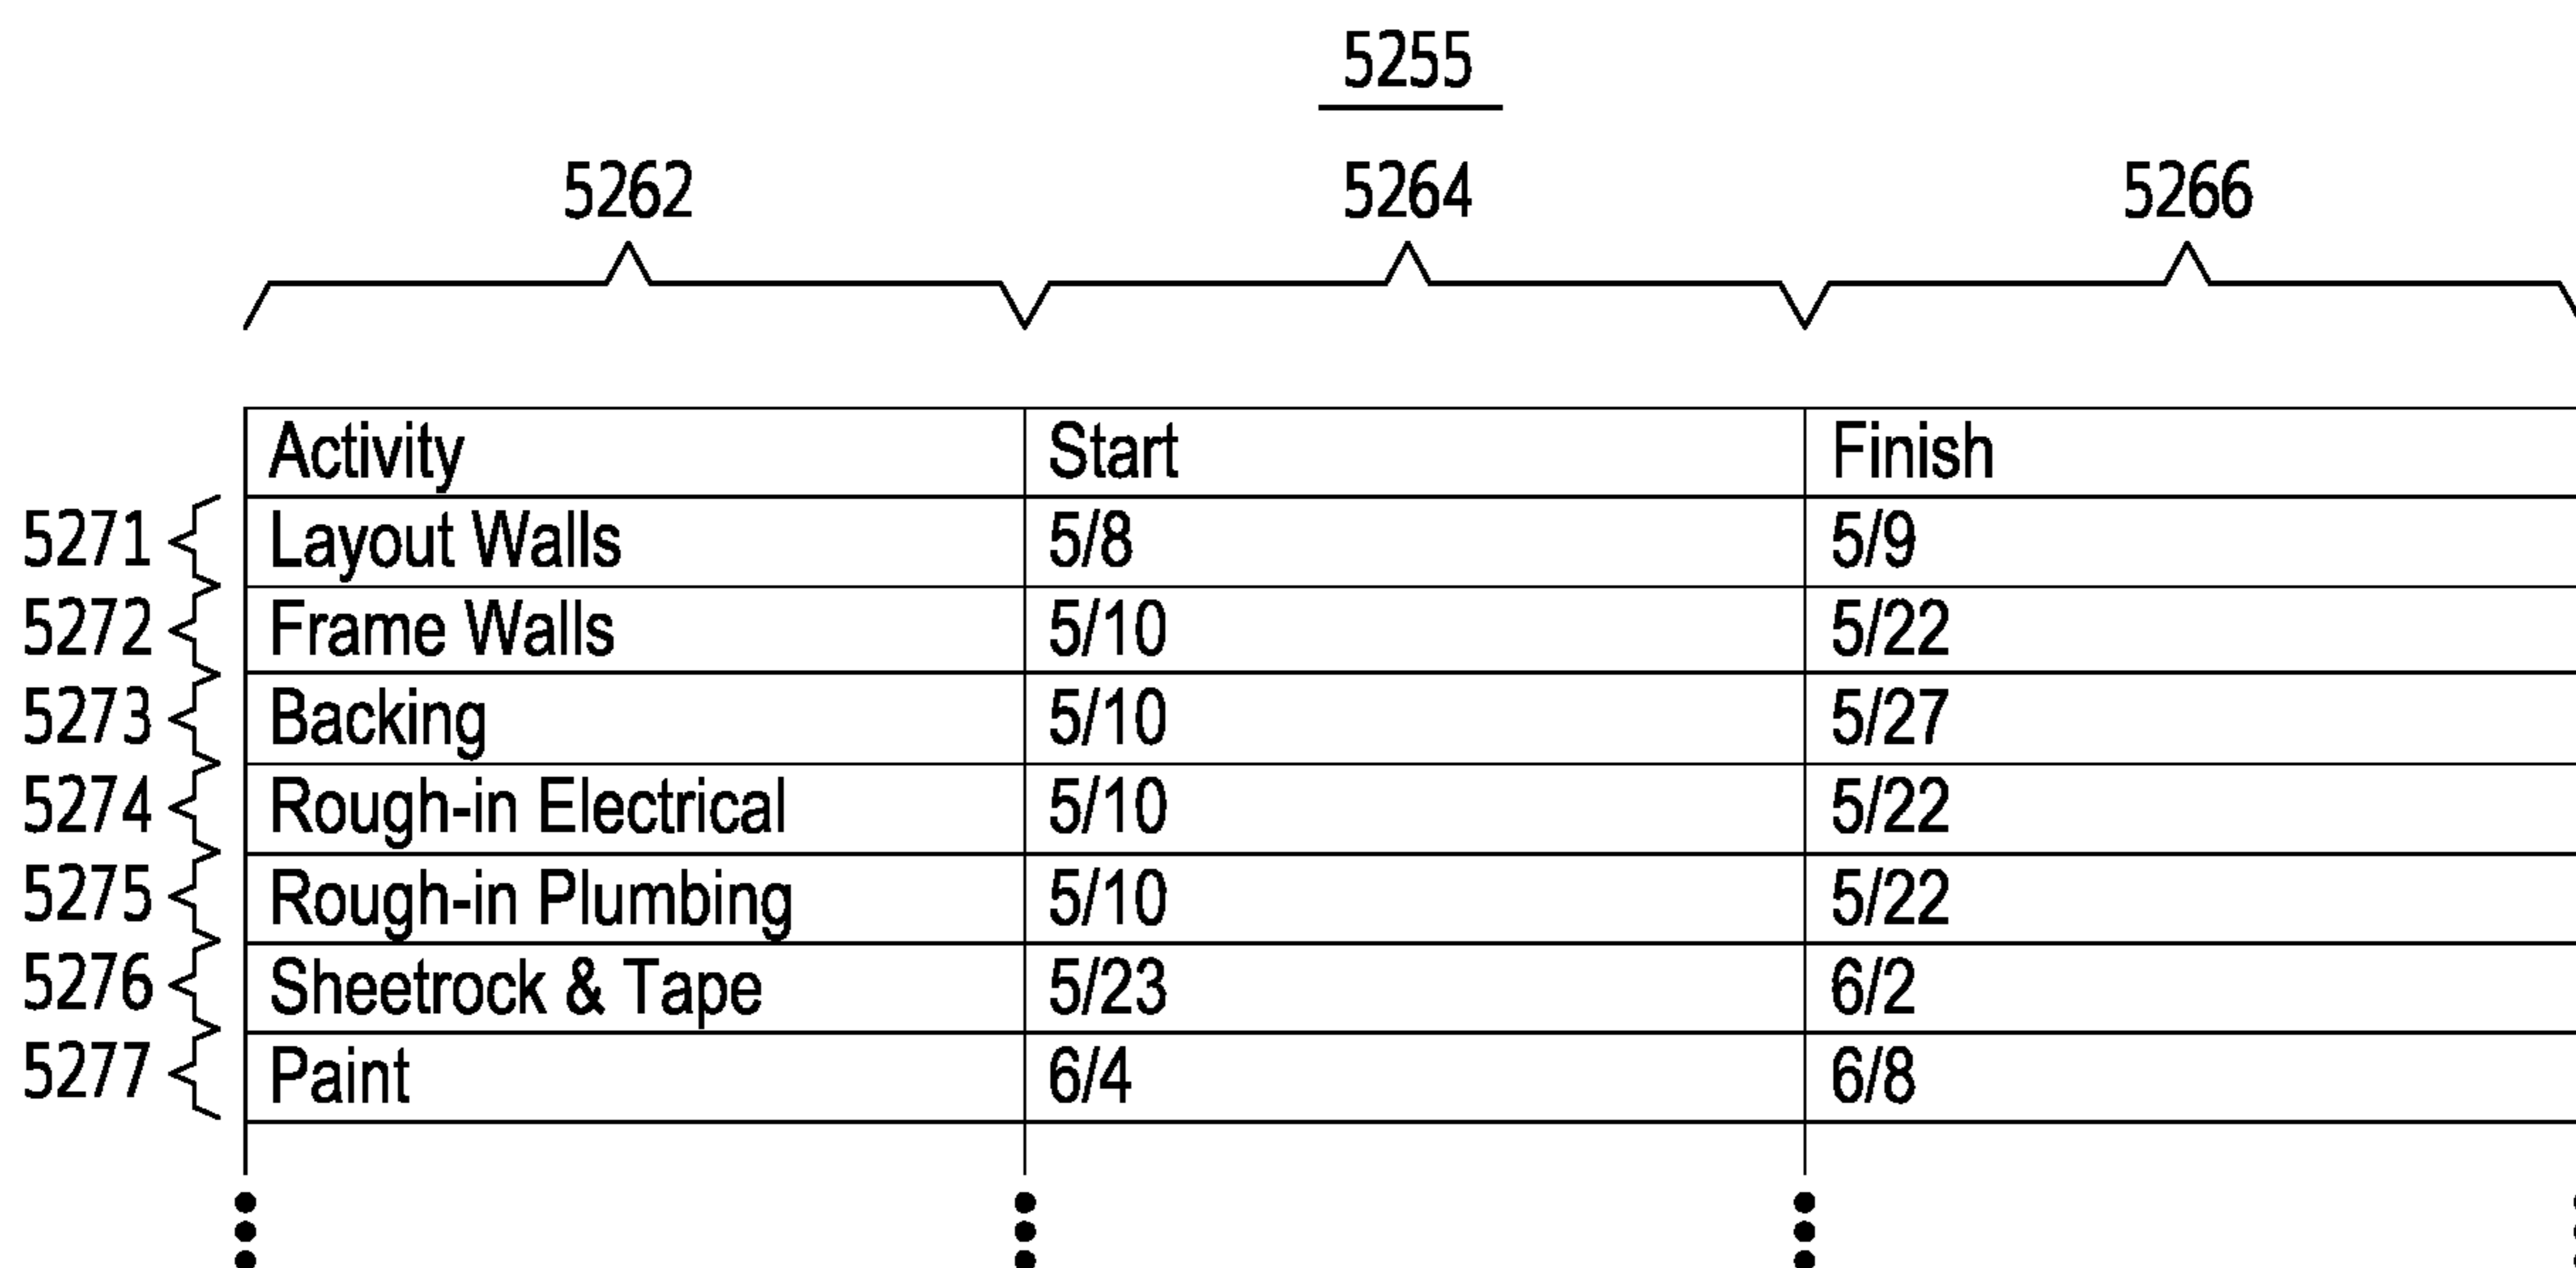 5255
5262 5264 5266
Activity Start Finish
5271 Layout Walls 5/8 5/9
5272 Frame Walls 5/10 5/22
5273 Backing 5/10 5/27
5274 Rough-in Electrical 5/10 5/22
5275 Rough-in Plumbing 5/10 5/22
5276 Sheetrock & Tape 5/23 6/2
5277 Paint 6/4 6/8